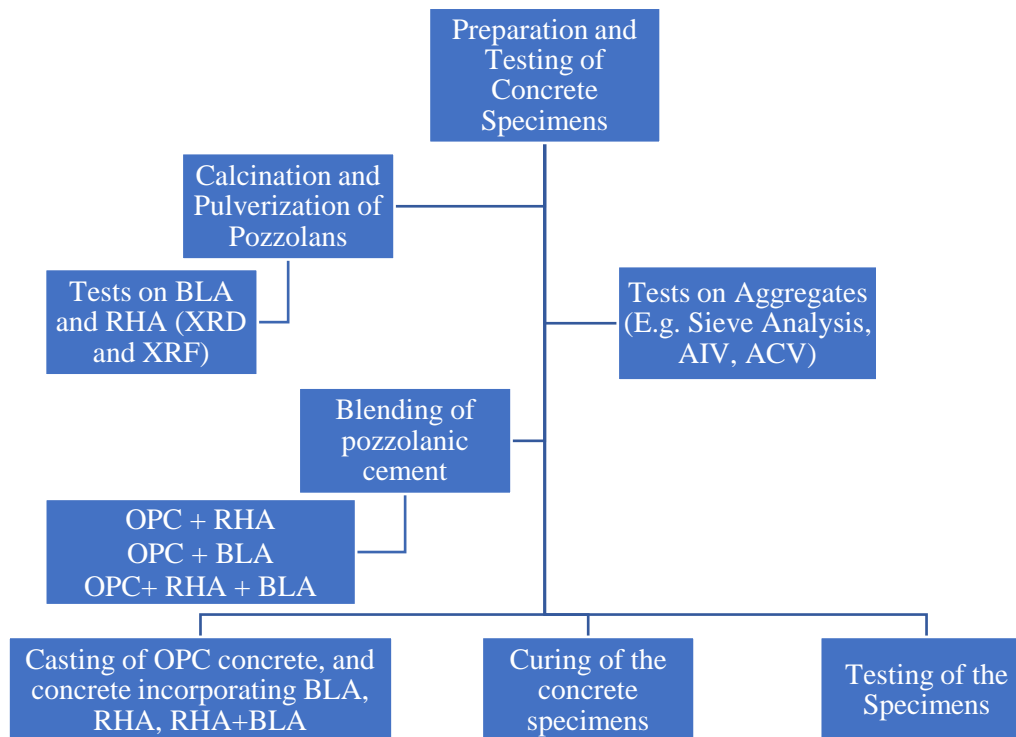 Preparation and
Testing of
Concrete
Specimens
Calcination and
Pulverization of
Pozzolans
Tests on BLA
and RHA (XRD
and XRF)
Tests on Aggregates
(E.g. Sieve Analysis,
AIV, ACV)
Blending of
pozzolanic
cement
OPC + RHA
OPC + BLA
OPC+ RHA + BLA
Casting of OPC concrete, and
concrete incorporating BLA,
RHA, RHA+BLA
Curing of the
concrete
specimens
Testing of the
Specimens